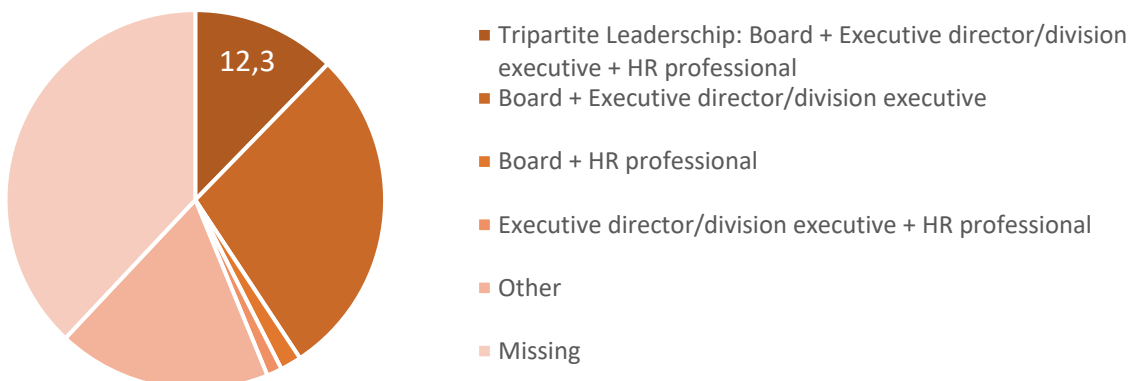 12,3
Tripartite Leaderschip: Board + Executive director/division
executive + HR professional
Board + Executive director/division executive
Board + HR professional
Executive director/division executive + HR professional
Other
Missing